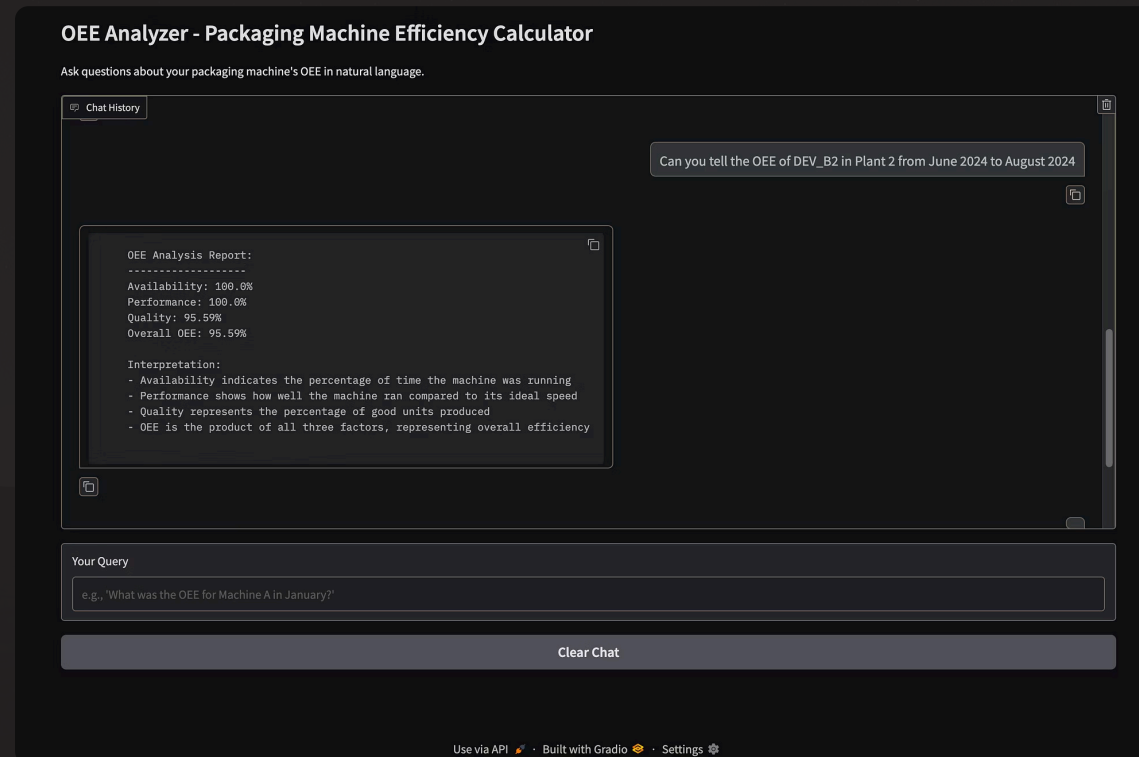 OEE Analyzer - Packaging Machine Efficiency Calculator
Ask questions about your packaging machine's OEE in natural language.
Chat History
Can you tell the OEE of DEV_B2 in Plant 2 from June 2024 to August 2024
OEE Analysis Report:
-------------------
Availability: 100.0%
Performance: 100.0%
Quality: 95.59%
Overall OEE: 95.59%
Interpretation:
- Availability indicates the percentage of time the machine was running
- Performance shows how well the machine ran compared to its ideal speed
- Quality represents the percentage of good units produced
- OEE is the product of all three factors, representing overall efficiency
Your Query
e.g., 'What was the OEE for Machine A in January?'
Clear Chat
Use via API · Built with Gradio · Settings